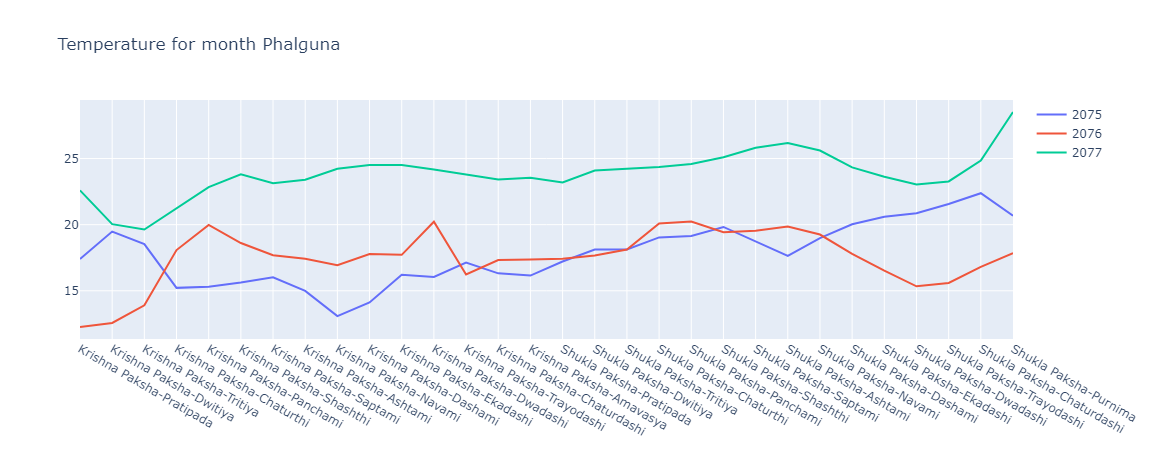 Temperature for month Phalguna
2075
2076
2077
25
20
15
Krishna Paksha-Pratipada
Krishna Paksha-Dwitiya
Krishna Paksha-Tritiya
Krishna Paksha-Chaturthi
Krishna Paksha-Panchami
Krishna Paksha-Shashthi
Krishna Paksha-Saptami
Krishna Paksha-Ashtami
Krishna Paksha-Navami
Krishna Paksha-Dashami
Krishna Paksha-Ekadashi
Krishna Paksha-Dwadashi
Krishna Paksha-Trayodashi
Krishna Paksha-Chaturdashi
Krishna Paksha-Amavasya
Shukla Paksha-Pratipada
Shukla Paksha-Dwitiya
Shukla Paksha-Tritiya
Shukla Paksha-Chaturthi
Shukla Paksha-Panchami
Shukla Paksha-Shashthi
Shukla Paksha-Saptami
Shukla Paksha-Ashtami
Shukla Paksha-Navami
Shukla Paksha-Dashami
Shukla Paksha-Ekadashi
Shukla Paksha-Dwadashi
Shukla Paksha-Trayodashi
Shukla Paksha-Chaturdashi
Shukla Paksha-Purnima